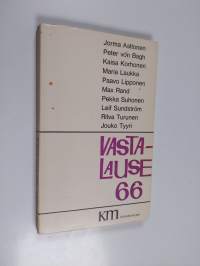 Jorma Aaltonen
Peter von Bagh
Kaisa Korhonen
Maria Laukka
Paavo Lipponen
Max Rand
Pekka Suhonen
Leif Sundström
Ritva Turunen
Jouko Tyyri
VASTA-
LAUSE
66
KM